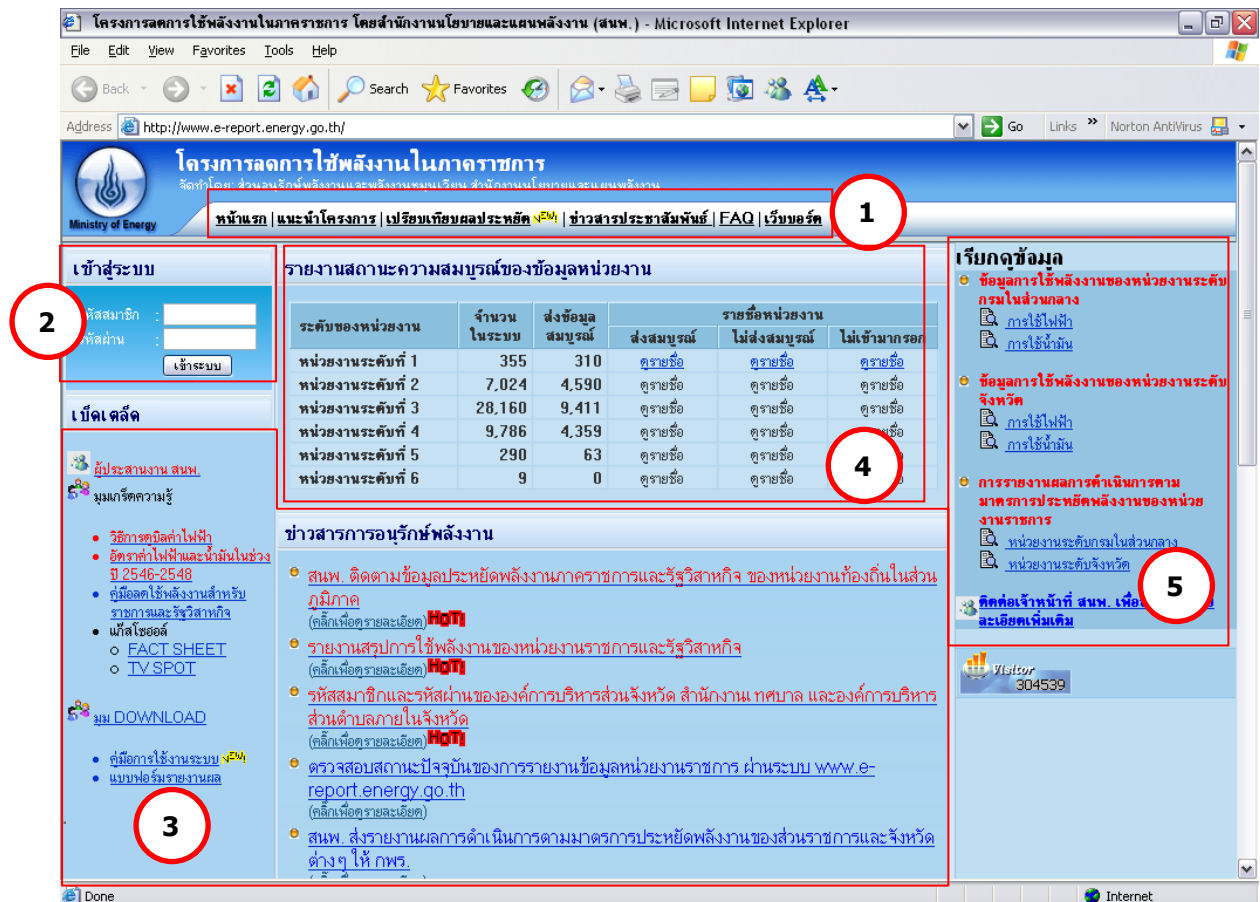 โครงการลดการใช้พลังงานในภาคราชการ โดยสำนักงานนโยบายและแผนพลังงาน (สนพ.) - Microsoft Internet Explorer
File Edit View Favorites Tools Help
Back Search Favorites
Address http://www.e-report.energy.go.th/ Go Links Norton AntiVirus
โครงการลดการใช้พลังงานในภาคราชการ
จัดทำโดย: ส่วนอนุรักษ์พลังงานและพลังงานหมุนเวียน สำนักงานนโยบายและแผนพลังงาน
Ministry of Energy
หน้าแรก | แนะนำโครงการ | เปรียบเทียบผลประหยัด NEW! | ข่าวสารประชาสัมพันธ์ | FAQ | เว็บบอร์ด
1
เข้าสู่ระบบ
รหัสสมาชิก :
รหัสผ่าน :
เข้าระบบ
2
เบ็ดเตล็ด
ผู้ประสานงาน สนพ.
มุมเกร็ดความรู้
วิธีการดูบิลค่าไฟฟ้า
อัตราค่าไฟฟ้าและน้ำมันในช่วง
ปี 2546-2548
คู่มือลดใช้พลังงานสำหรับ
ราชการและรัฐวิสาหกิจ
แก๊สโซฮอล์
FACT SHEET
TV SPOT
มุม DOWNLOAD
คู่มือการใช้งานระบบ NEW!
แบบฟอร์มรายงานผล
3
รายงานสถานะความสมบูรณ์ของข้อมูลหน่วยงาน
ระดับของหน่วยงาน จำนวน ส่งข้อมูล รายชื่อหน่วยงาน
ในระบบ สมบูรณ์ ส่งสมบูรณ์ ไม่ส่งสมบูรณ์ ไม่เข้ามากรอก
หน่วยงานระดับที่ 1 355 310 ดูรายชื่อ ดูรายชื่อ ดูรายชื่อ
หน่วยงานระดับที่ 2 7,024 4,590 ดูรายชื่อ ดูรายชื่อ ดูรายชื่อ
หน่วยงานระดับที่ 3 28,160 9,411 ดูรายชื่อ ดูรายชื่อ ดูรายชื่อ
หน่วยงานระดับที่ 4 9,786 4,359 ดูรายชื่อ ดูรายชื่อ
หน่วยงานระดับที่ 5 290 63 ดูรายชื่อ ดูรายชื่อ
หน่วยงานระดับที่ 6 9 0 ดูรายชื่อ ดูรายชื่อ ดูรายชื่อ
4
ข่าวสารการอนุรักษ์พลังงาน
สนพ. ติดตามข้อมูลประหยัดพลังงานภาคราชการและรัฐวิสาหกิจ ของหน่วยงานท้องถิ่นในส่วน
ภูมิภาค
(คลิ๊กเพื่อดูรายละเอียด) HOT!
รายงานสรุปการใช้พลังงานของหน่วยงานราชการและรัฐวิสาหกิจ
(คลิ๊กเพื่อดูรายละเอียด) HOT!
รหัสสมาชิกและรหัสผ่านขององค์การบริหารส่วนจังหวัด สำนักงานเทศบาล และองค์การบริหาร
ส่วนตำบลภายในจังหวัด
(คลิ๊กเพื่อดูรายละเอียด) HOT!
ตรวจสอบสถานะปัจจุบันของการรายงานข้อมูลหน่วยงานราชการ ผ่านระบบ www.e-
report.energy.go.th
(คลิ๊กเพื่อดูรายละเอียด)
สนพ. ส่งรายงานผลการดำเนินการตามมาตรการประหยัดพลังงานของส่วนราชการและจังหวัด
ต่างๆ ให้ กพร.
เรียกดูข้อมูล
ข้อมูลการใช้พลังงานของหน่วยงานระดับ
กรมในส่วนกลาง
การใช้ไฟฟ้า
การใช้น้ำมัน
ข้อมูลการใช้พลังงานของหน่วยงานระดับ
จังหวัด
การใช้ไฟฟ้า
การใช้น้ำมัน
การรายงานผลการดำเนินการตาม
มาตรการประหยัดพลังงานของหน่วย
งานราชการ
หน่วยงานระดับกรมในส่วนกลาง
หน่วยงานระดับจังหวัด
5
ติดต่อเจ้าหน้าที่ สนพ.
ละเอียดเพิ่มเติม
Visitor
304539
Done Internet